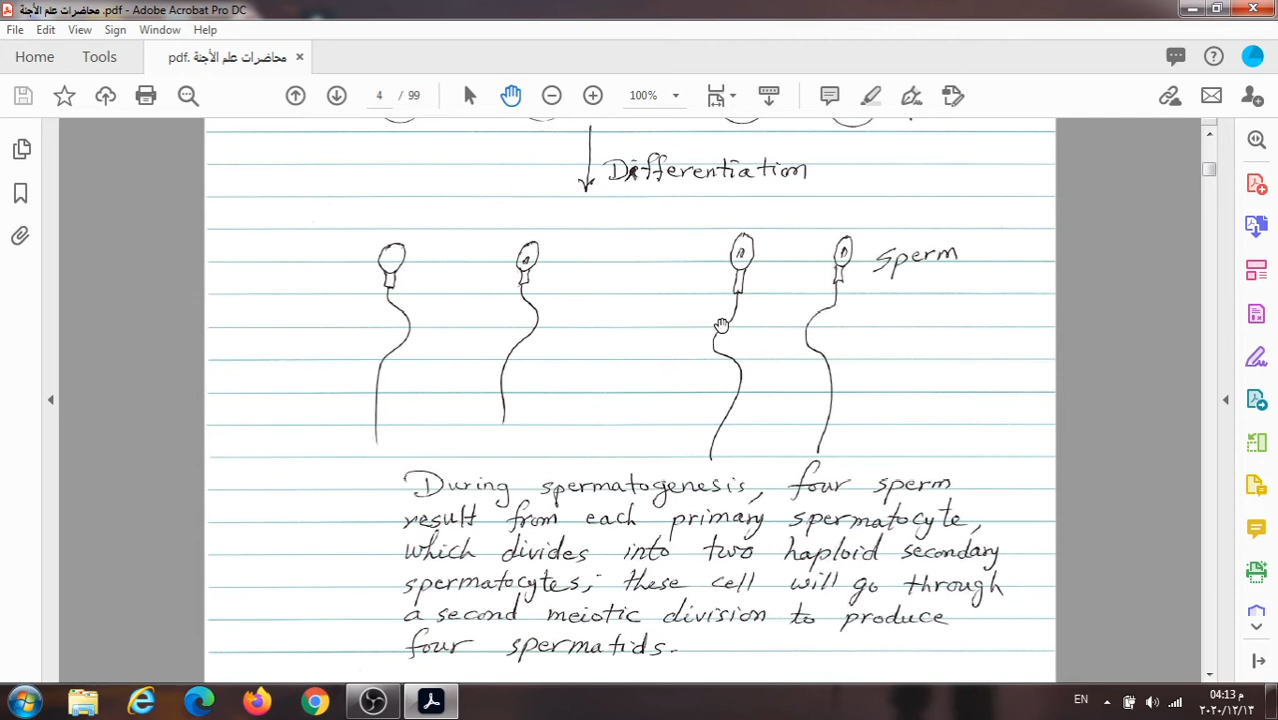 محاضرات علم الأجنة.pdf - Adobe Acrobat Pro DC
File Edit View Sign Window Help
Home Tools محاضرات علم الأجنة.pdf ×
4 / 99 100%
Differentiation
sperm
During spermatogenesis, four sperm
result from each primary spermatocyte,
which divides into two haploid secondary
spermatocytes; these cell will go through
a second meiotic division to produce
four spermatids.
EN 04:13 م
٢٠٢٠/١٢/١٣